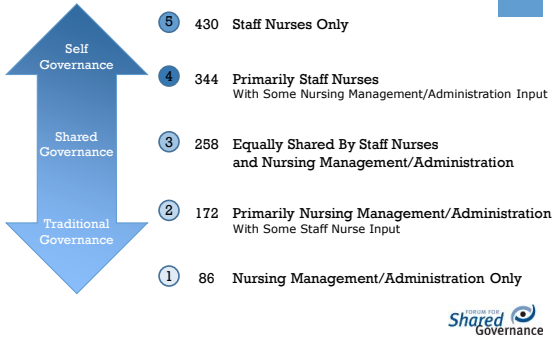 Self
Governance
Shared
Governance
Traditional
Governance
5 430 Staff Nurses Only
4 344 Primarily Staff Nurses
With Some Nursing Management/Administration Input
3 258 Equally Shared By Staff Nurses
and Nursing Management/Administration
2 172 Primarily Nursing Management/Administration
With Some Staff Nurse Input
1 86 Nursing Management/Administration Only
FORUM FOR
Shared
Governance